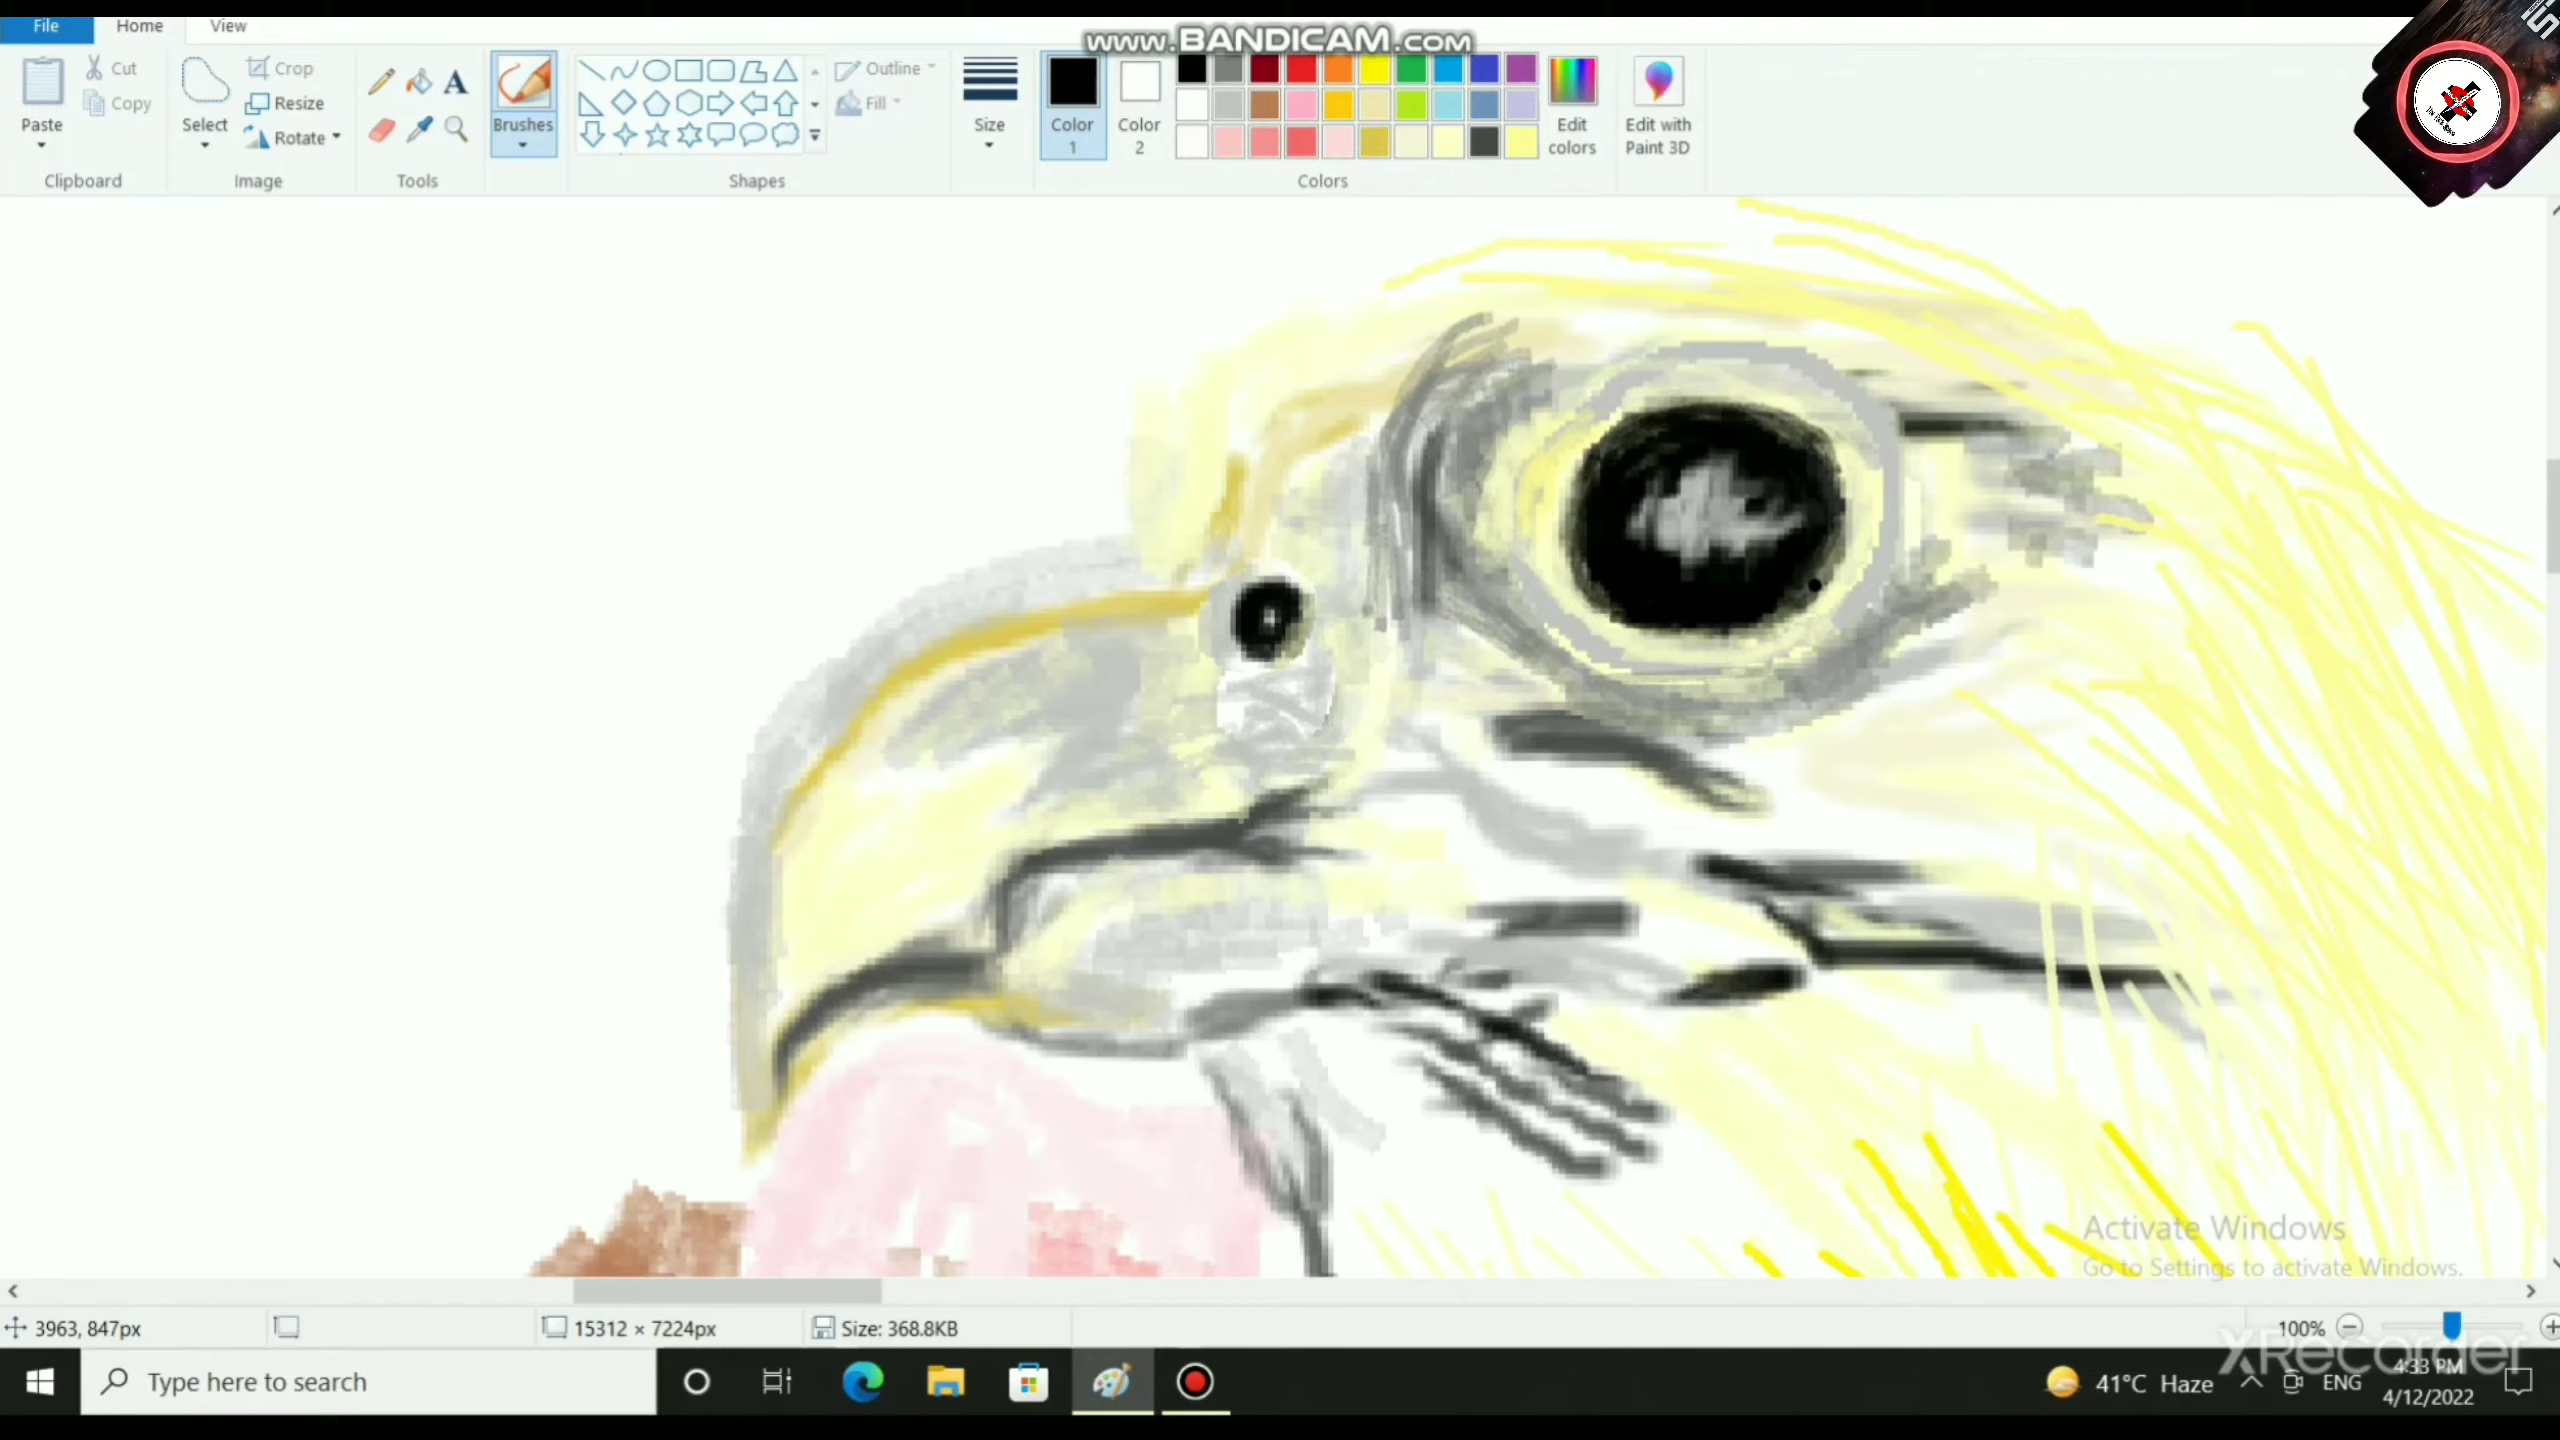 www.BANDICAM.com
File Home View
Cut
Copy
Paste
Clipboard
Crop
Resize
Rotate
Select
Image
A
Tools
Brushes
Outline
Fill
Shapes
Size
Color 1
Color 2
Edit colors
Edit with Paint 3D
Colors
Activate Windows
Go to Settings to activate Windows.
3963, 847px
15312 × 7224px
Size: 368.8KB
100%
XRecorder
Type here to search
41°C Haze
ENG
4:33 PM
4/12/2022